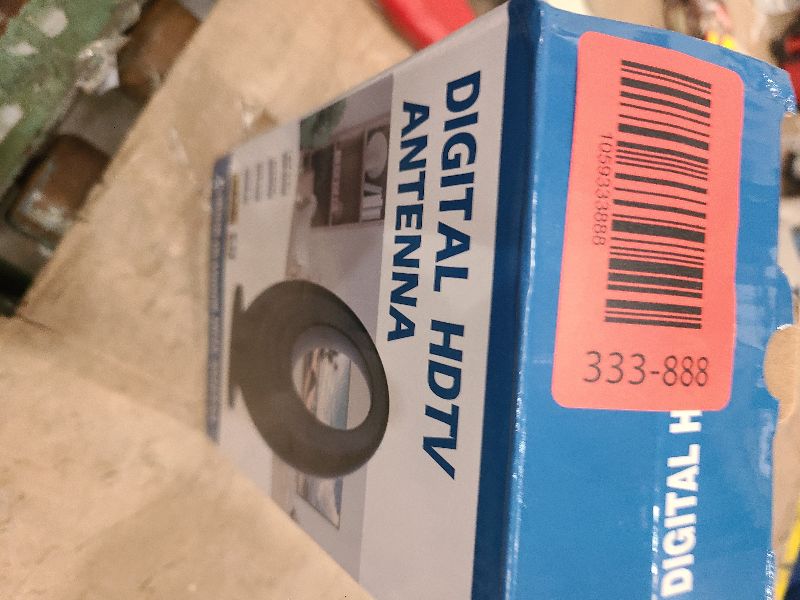 DIGITAL HDTV
ANTENNA
1059333888
333-888
DIGITAL H